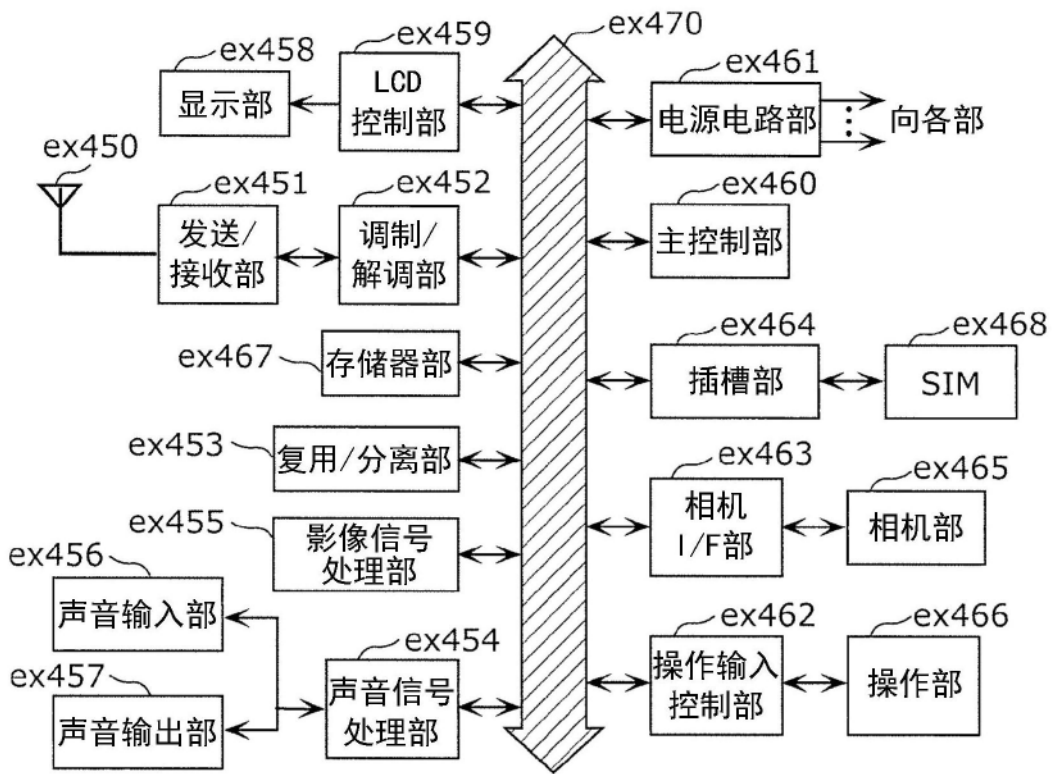 ex470
ex458
ex459
ex461
显示部
LCD
控制部
电源电路部
向各部
ex450
ex451
ex452
ex460
发送/
接收部
调制/
解调部
主控制部
ex464
ex468
ex467
存储器部
插槽部
SIM
ex453
复用/分离部
ex463
ex465
ex455
影像信号
处理部
相机
I/F部
相机部
ex456
声音输入部
ex454
ex462
ex466
ex457
声音输出部
声音信号
处理部
操作输入
控制部
操作部